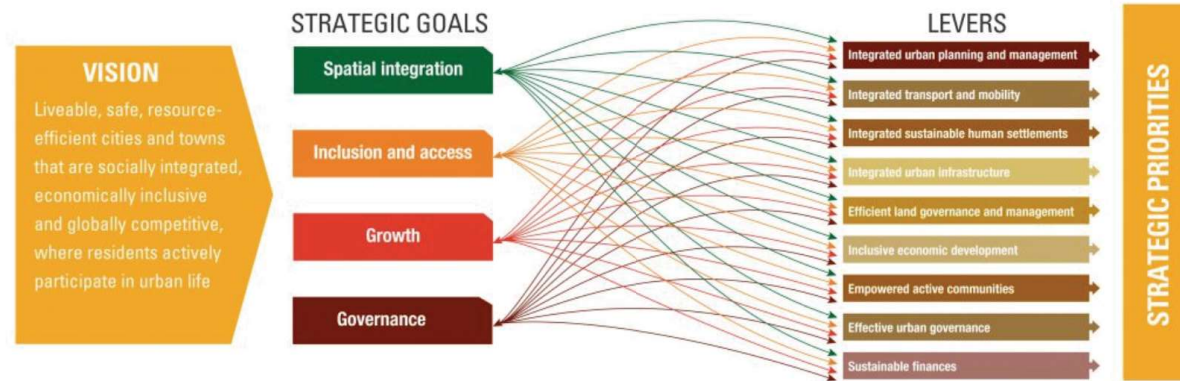 VISION
Liveable, safe, resource-
efficient cities and towns
that are socially integrated,
economically inclusive
and globally competitive,
where residents actively
participate in urban life
STRATEGIC GOALS
Spatial integration
Inclusion and access
Growth
Governance
LEVERS
Integrated urban planning and management
Integrated transport and mobility
Integrated sustainable human settlements
Integrated urban infrastructure
Efficient land governance and management
Inclusive economic development
Empowered active communities
Effective urban governance
Sustainable finances
STRATEGIC PRIORITIES